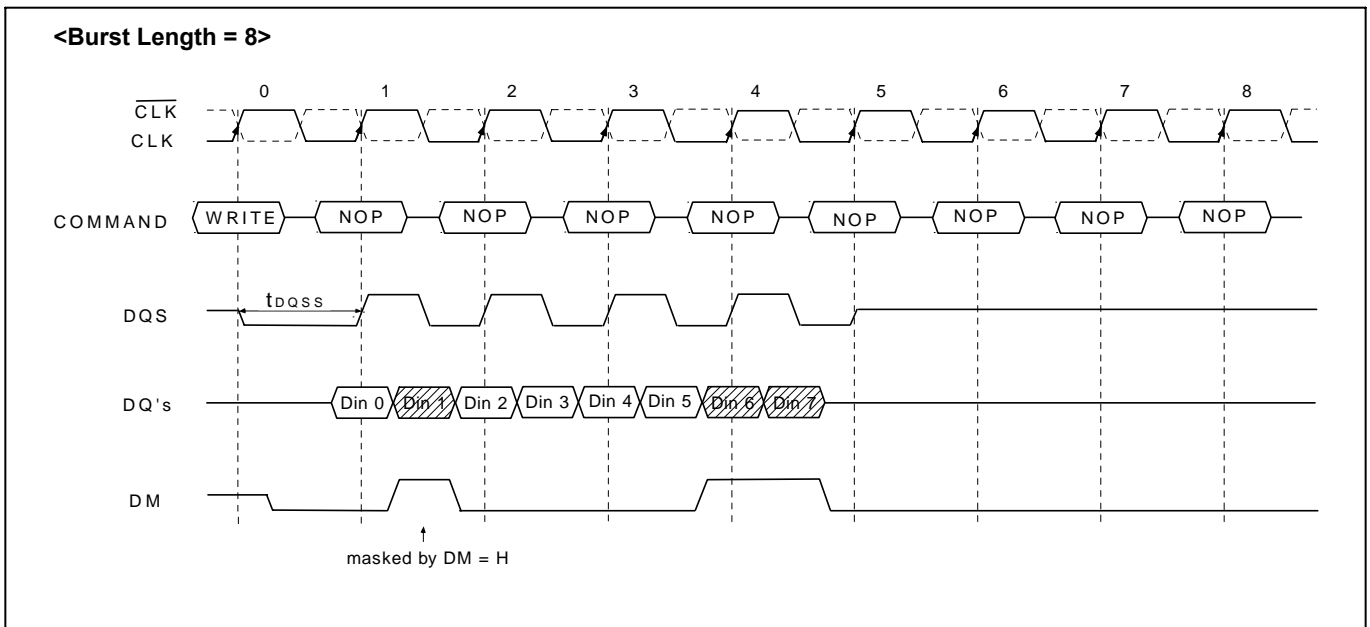 <Burst Length = 8>
0 1 2 3 4 5 6 7 8
CLK
CLK
COMMAND WRITE NOP NOP NOP NOP NOP NOP NOP NOP
tDQSS
DQS
DQ's Din 0 Din 1 Din 2 Din 3 Din 4 Din 5 Din 6 Din 7
DM
masked by DM = H